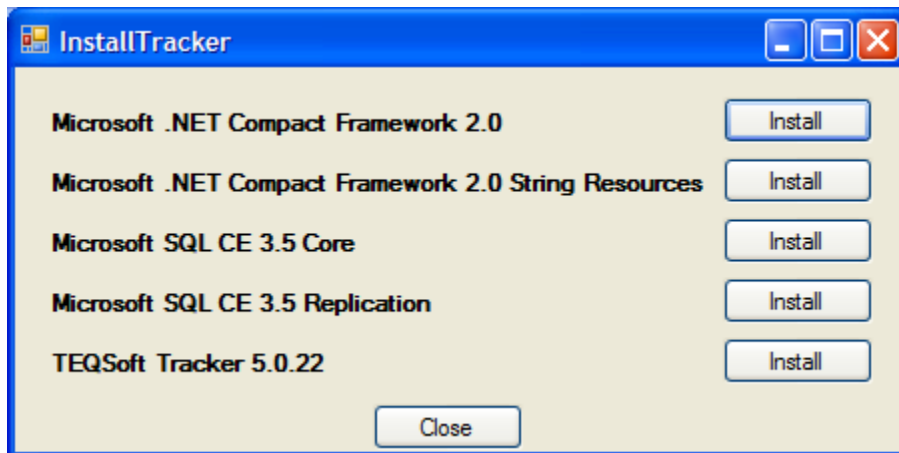 InstallTracker
Microsoft .NET Compact Framework 2.0 Install
Microsoft .NET Compact Framework 2.0 String Resources Install
Microsoft SQL CE 3.5 Core Install
Microsoft SQL CE 3.5 Replication Install
TEQSoft Tracker 5.0.22 Install
Close